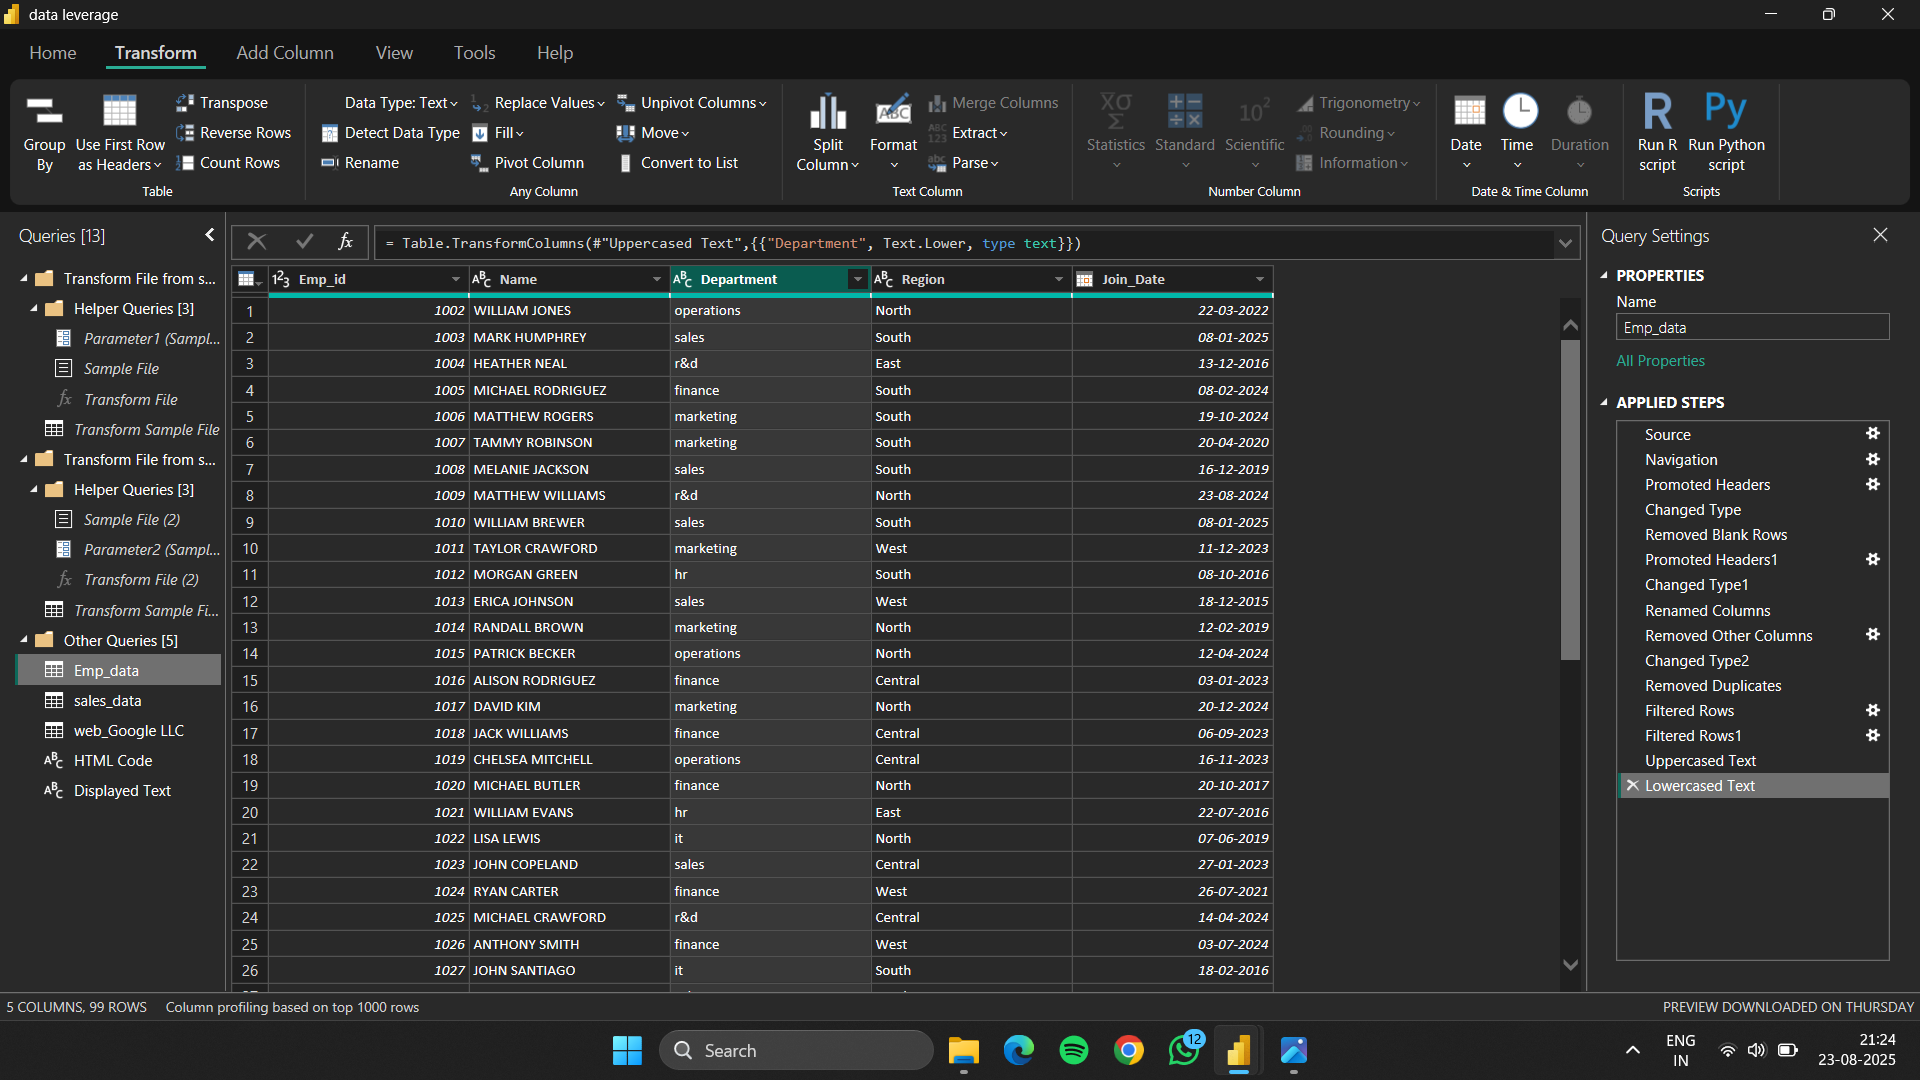 data leverage
Home Transform Add Column View Tools Help
Group By
Use First Row as Headers
Transpose
Reverse Rows
Count Rows
Table
Data Type: Text
Detect Data Type
Rename
Replace Values
Fill
Pivot Column
Unpivot Columns
Move
Convert to List
Any Column
Split Column
Format
Merge Columns
Extract
Parse
Text Column
Statistics
Standard
Scientific
Trigonometry
Rounding
Information
Number Column
Date
Time
Duration
Date & Time Column
Run R script
Run Python script
Scripts
Queries [13]
Transform File from s...
Helper Queries [3]
Parameter1 (Sampl...
Sample File
Transform File
Transform Sample File
Transform File from s...
Helper Queries [3]
Sample File (2)
Parameter2 (Sampl...
Transform File (2)
Transform Sample Fi...
Other Queries [5]
Emp_data
sales_data
web_Google LLC
HTML Code
Displayed Text
= Table.TransformColumns(#"Uppercased Text",{{"Department", Text.Lower, type text}})
Emp_id Name Department Region Join_Date
1 1002 WILLIAM JONES operations North 22-03-2022
2 1003 MARK HUMPHREY sales South 08-01-2025
3 1004 HEATHER NEAL r&d East 13-12-2016
4 1005 MICHAEL RODRIGUEZ finance South 08-02-2024
5 1006 MATTHEW ROGERS marketing South 19-10-2024
6 1007 TAMMY ROBINSON marketing South 20-04-2020
7 1008 MELANIE JACKSON sales South 16-12-2019
8 1009 MATTHEW WILLIAMS r&d North 23-08-2024
9 1010 WILLIAM BREWER sales South 08-01-2025
10 1011 TAYLOR CRAWFORD marketing West 11-12-2023
11 1012 MORGAN GREEN hr South 08-10-2016
12 1013 ERICA JOHNSON sales West 18-12-2015
13 1014 RANDALL BROWN marketing North 12-02-2019
14 1015 PATRICK BECKER operations North 12-04-2024
15 1016 ALISON RODRIGUEZ finance Central 03-01-2023
16 1017 DAVID KIM marketing North 20-12-2024
17 1018 JACK WILLIAMS finance Central 06-09-2023
18 1019 CHELSEA MITCHELL operations Central 16-11-2023
19 1020 MICHAEL BUTLER finance North 20-10-2017
20 1021 WILLIAM EVANS hr East 22-07-2016
21 1022 LISA LEWIS it North 07-06-2019
22 1023 JOHN COPELAND sales Central 27-01-2023
23 1024 RYAN CARTER finance West 26-07-2021
24 1025 MICHAEL CRAWFORD r&d Central 14-04-2024
25 1026 ANTHONY SMITH finance West 03-07-2024
26 1027 JOHN SANTIAGO it South 18-02-2016
Query Settings
PROPERTIES
Name
Emp_data
All Properties
APPLIED STEPS
Source
Navigation
Promoted Headers
Changed Type
Removed Blank Rows
Promoted Headers1
Changed Type1
Renamed Columns
Removed Other Columns
Changed Type2
Removed Duplicates
Filtered Rows
Filtered Rows1
Uppercased Text
Lowercased Text
5 COLUMNS, 99 ROWS Column profiling based on top 1000 rows
PREVIEW DOWNLOADED ON THURSDAY
Search
12
ENG IN
21:24
23-08-2025